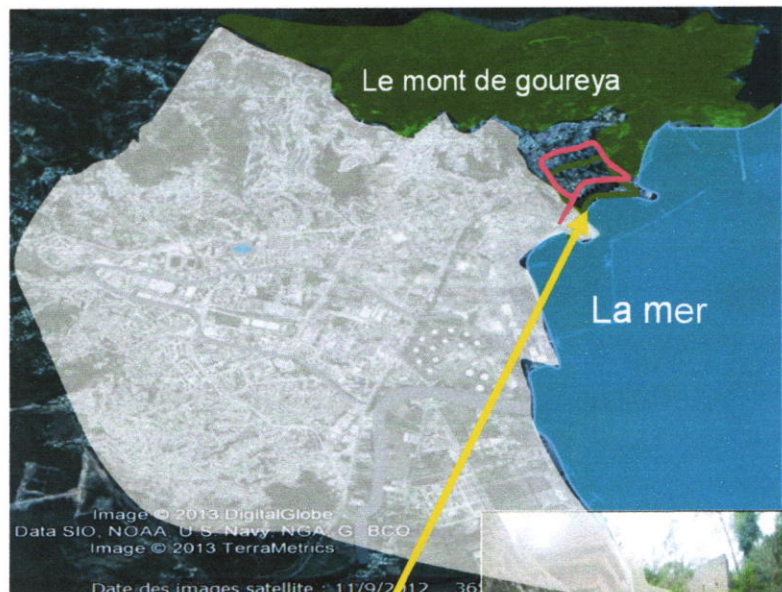 Le mont de goureya
La mer
Image © 2013 DigitalGlobe
Data SIO, NOAA, U.S. Navy, NGA, G BCO
Image © 2013 TerraMetrics
Date des images satellite : 11/9/2012